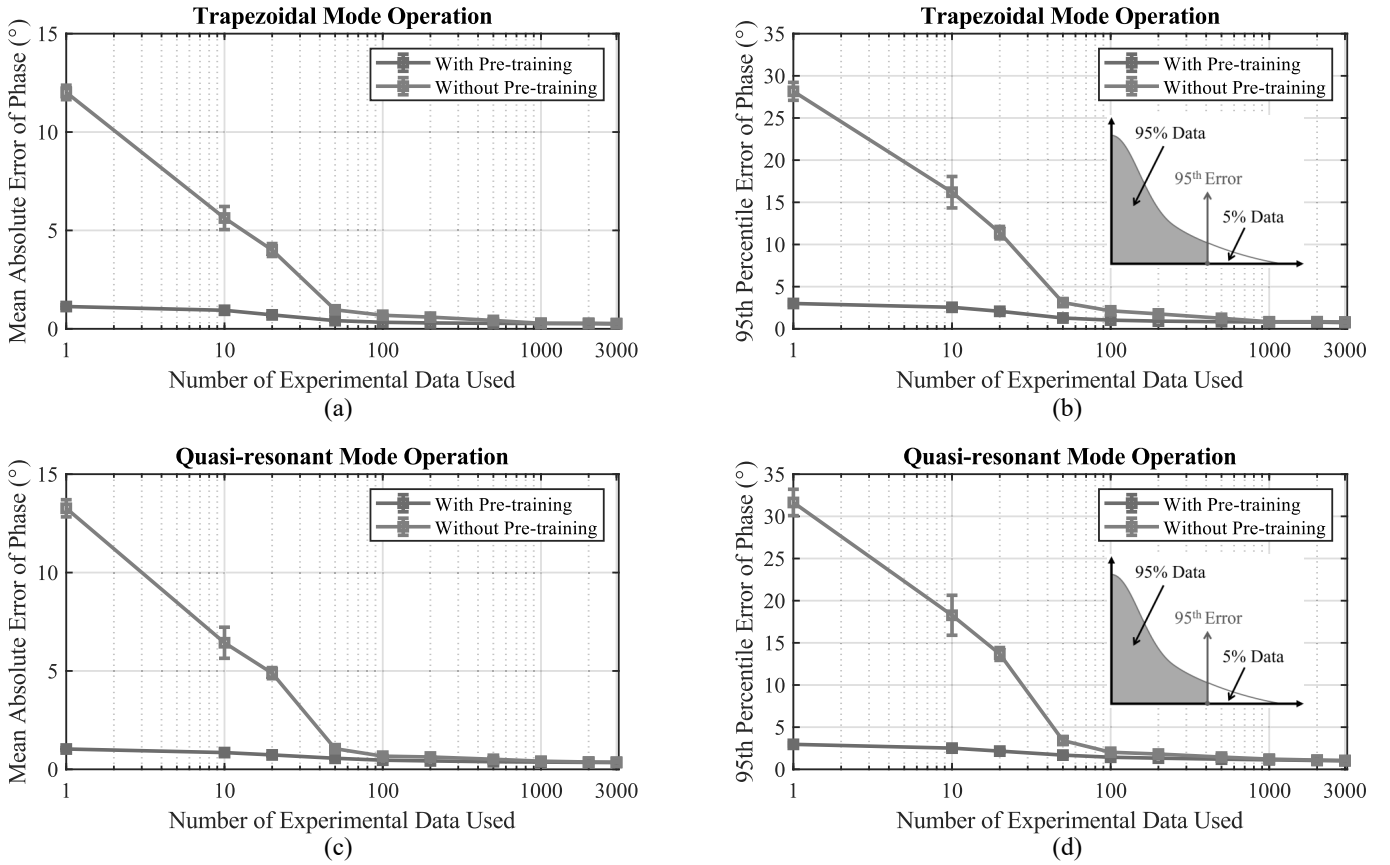 Trapezoidal Mode Operation
Mean Absolute Error of Phase (°)
15
10
5
0
With Pre-training
Without Pre-training
1
10
100
1000
3000
Number of Experimental Data Used
(a)
Trapezoidal Mode Operation
95th Percentile Error of Phase (°)
35
30
25
20
15
10
5
0
With Pre-training
Without Pre-training
95% Data
95th Error
5% Data
1
10
100
1000
3000
Number of Experimental Data Used
(b)
Quasi-resonant Mode Operation
Mean Absolute Error of Phase (°)
15
10
5
0
With Pre-training
Without Pre-training
1
10
100
1000
3000
Number of Experimental Data Used
(c)
Quasi-resonant Mode Operation
95th Percentile Error of Phase (°)
35
30
25
20
15
10
5
0
With Pre-training
Without Pre-training
95% Data
95th Error
5% Data
1
10
100
1000
3000
Number of Experimental Data Used
(d)